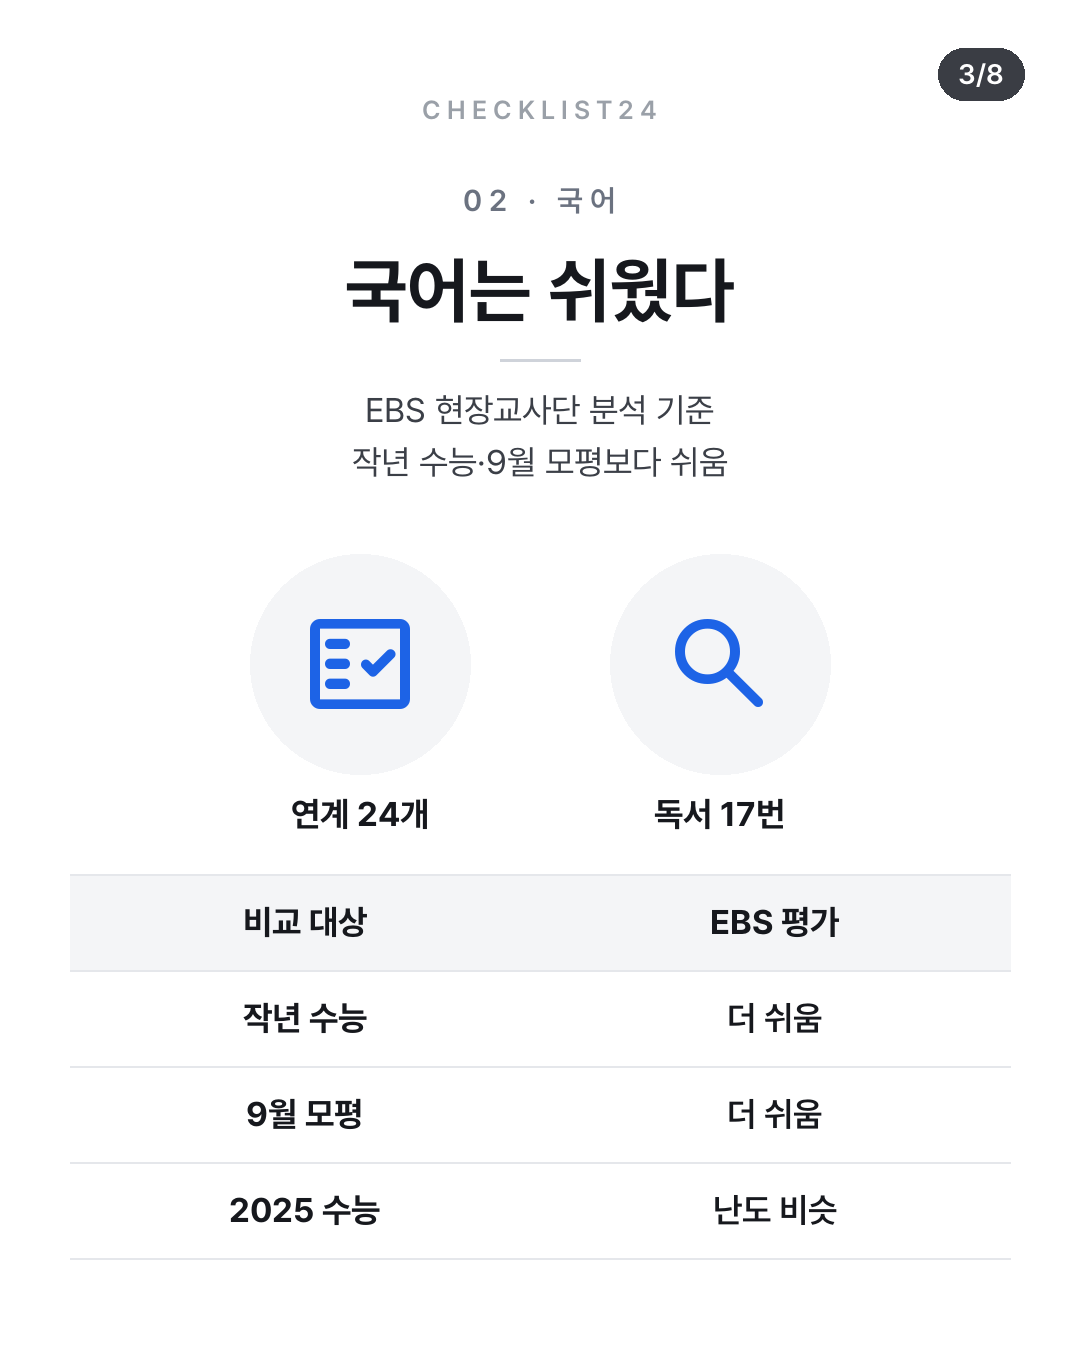 3/8
CHECKLIST24
02 · 국어
국어는 쉬웠다
EBS 현장교사단 분석 기준
작년 수능·9월 모평보다 쉬움
연계 24개
독서 17번
비교 대상
EBS 평가
작년 수능
더 쉬움
9월 모평
더 쉬움
2025 수능
난도 비슷